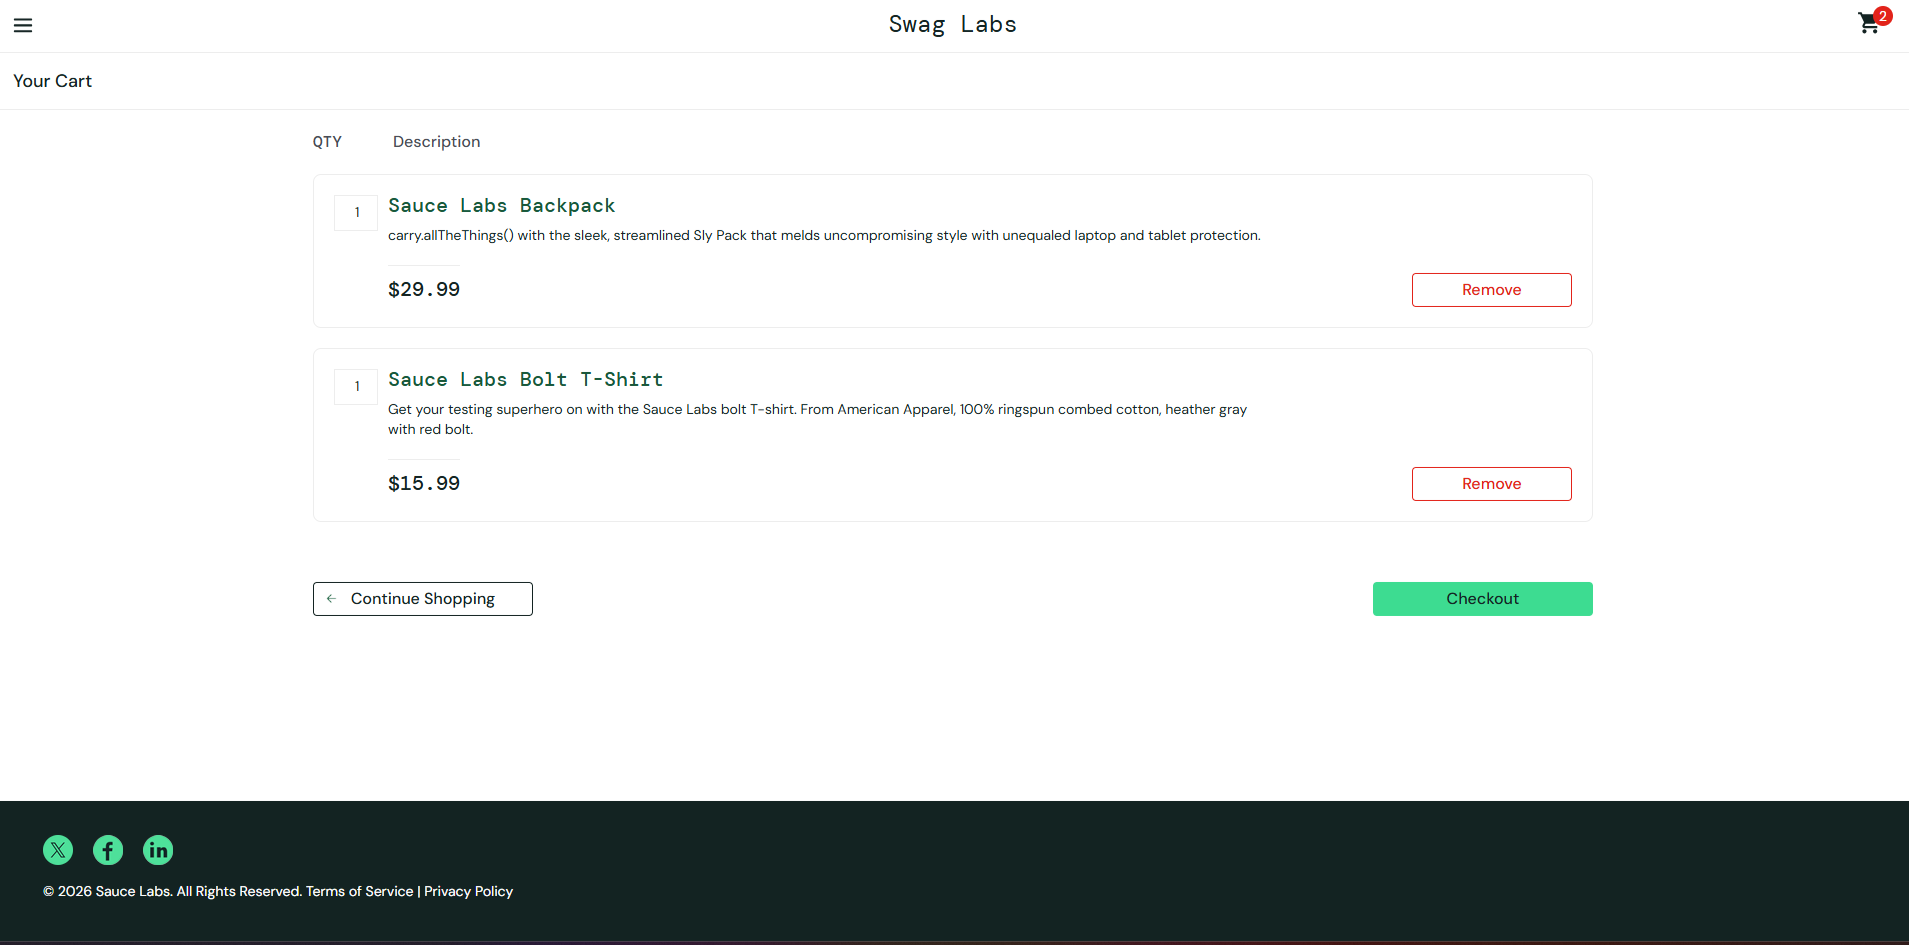 Swag Labs
2
Your Cart
QTY Description
1
Sauce Labs Backpack
carry.allTheThings() with the sleek, streamlined Sly Pack that melds uncompromising style with unequaled laptop and tablet protection.
$29.99
Remove
1
Sauce Labs Bolt T-Shirt
Get your testing superhero on with the Sauce Labs bolt T-shirt. From American Apparel, 100% ringspun combed cotton, heather gray
with red bolt.
$15.99
Remove
Continue Shopping
Checkout
© 2026 Sauce Labs. All Rights Reserved. Terms of Service | Privacy Policy